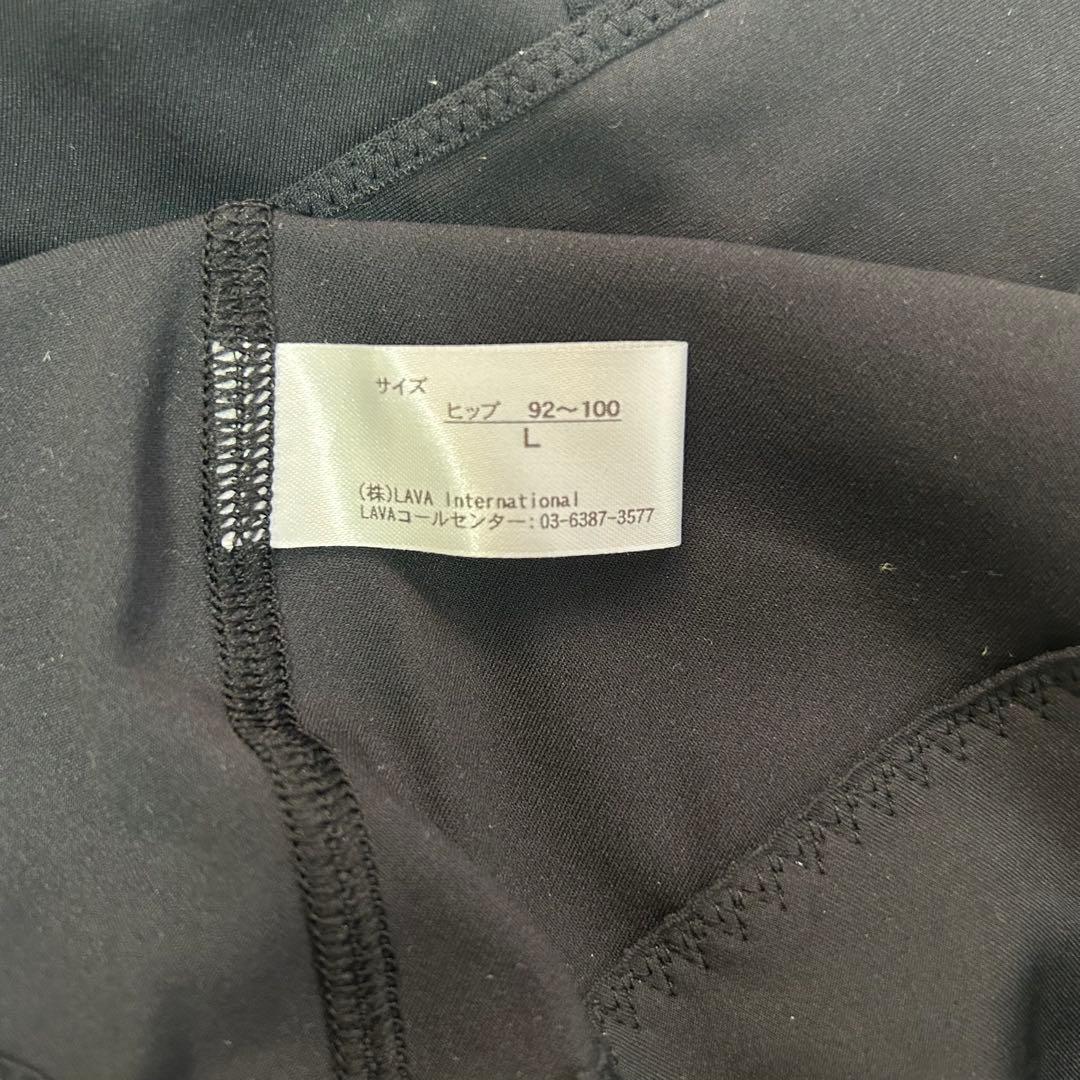 サイズ
ヒップ 92～100
L
(株)LAVA International
LAVAコールセンター:03-6387-3577